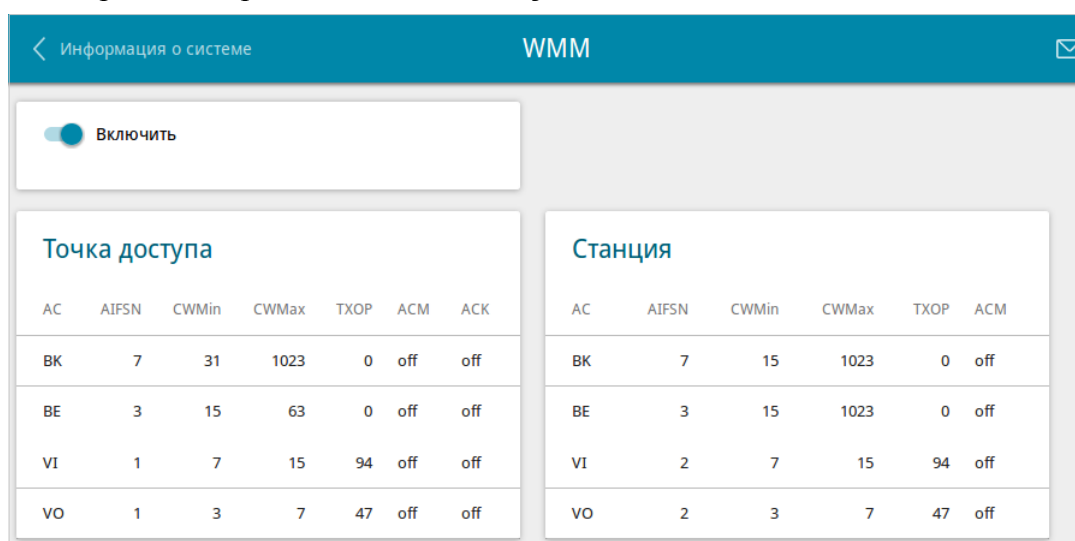 Информация о системе
WMM
Включить
Точка доступа
AC AIFSN CWMin CWMax TXOP ACM ACK
BK 7 31 1023 0 off off
BE 3 15 63 0 off off
VI 1 7 15 94 off off
VO 1 3 7 47 off off
Станция
AC AIFSN CWMin CWMax TXOP ACM
BK 7 15 1023 0 off
BE 3 15 1023 0 off
VI 2 7 15 94 off
VO 2 3 7 47 off